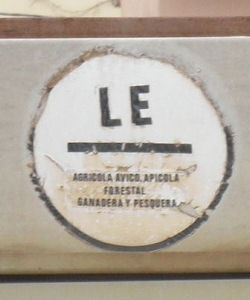 LE
AGRICOLA AVICO, APICOLA
FORESTAL
GANADERA Y PESQUERA